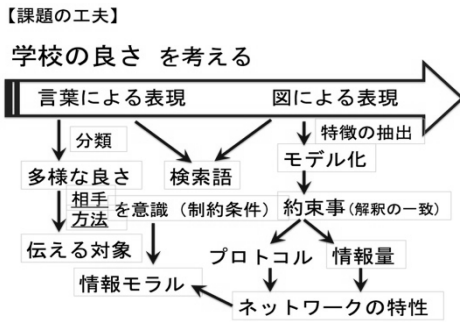 【課題の工夫】
学校の良さ を考える
言葉による表現 図による表現
分類 特徴の抽出
多様な良さ 検索語 モデル化
相手
方法 を意識（制約条件） 約束事(解釈の一致)
伝える対象 プロトコル 情報量
情報モラル
ネットワークの特性